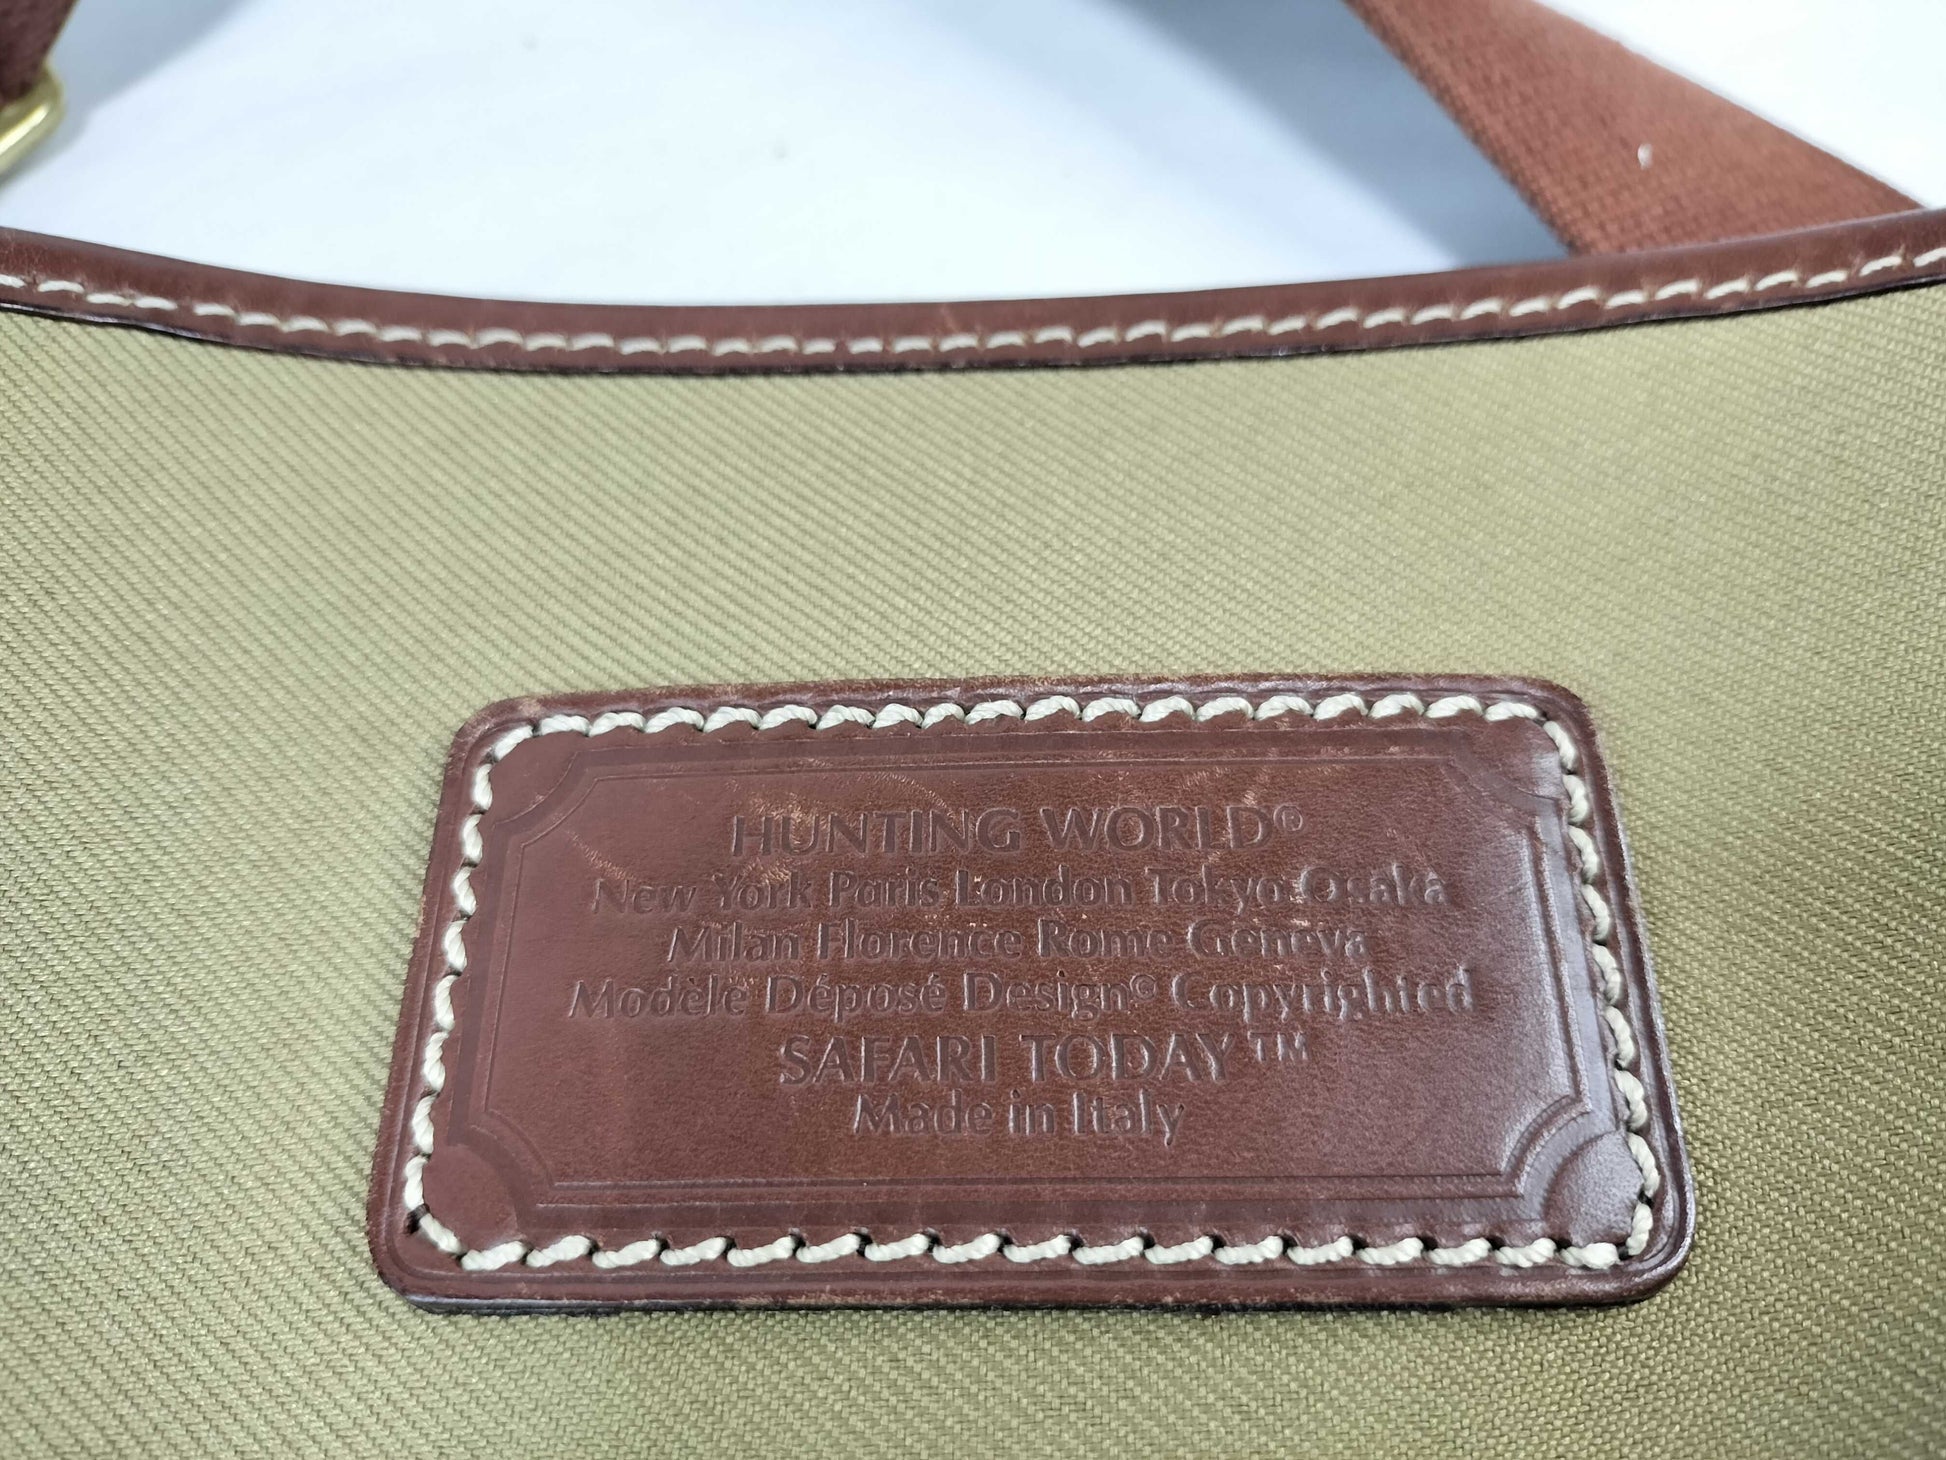 HUNTING WORLD®
New York Paris London Tokyo Osaka
Milan Florence Rome Geneva
Modèle Déposé Design© Copyrighted
SAFARI TODAY™
Made in Italy